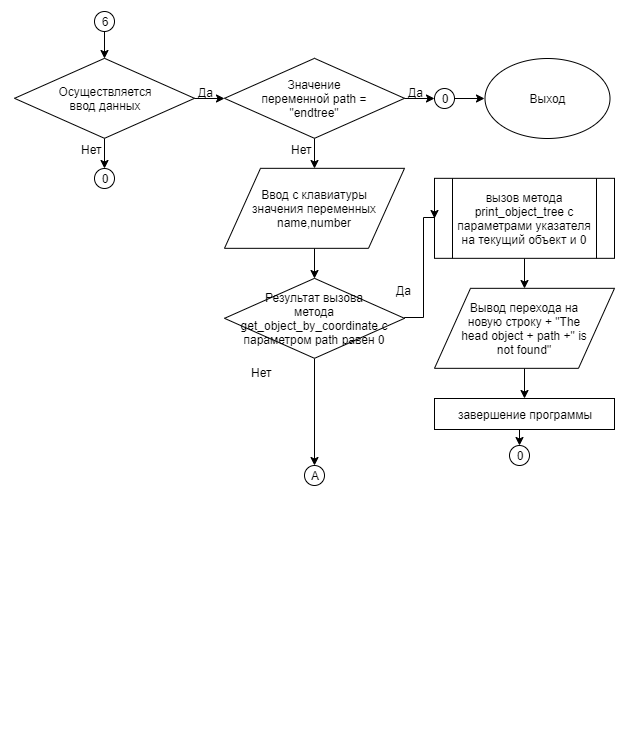 6
Осуществляется
ввод данных
Да
Значение
переменной path =
"endtree"
Да
0
Выход
Нет
0
Нет
Ввод с клавиатуры
значения переменных
name,number
вызов метода
print_object_tree с
параметрами указателя
на текущий объект и 0
Результат вызова
метода
get_object_by_coordinate с
параметром path равен 0
Да
Вывод перехода на
новую строку + "The
head object + path +" is
not found"
Нет
завершение программы
0
A